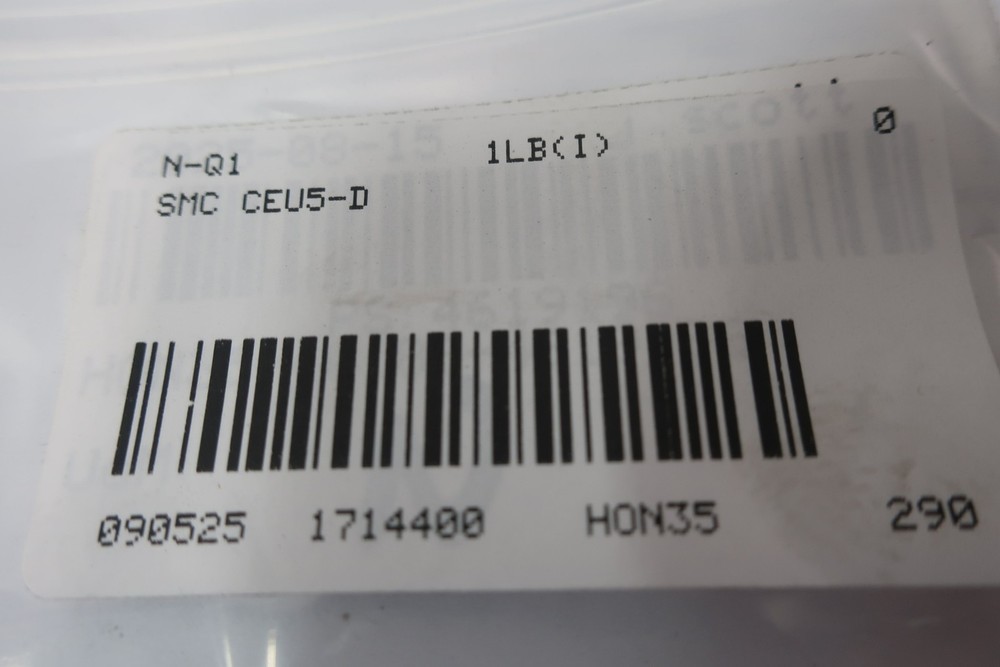 N-Q1 1LB(I) 0
SMC CEU5-D
090525 1714400 HON35 290